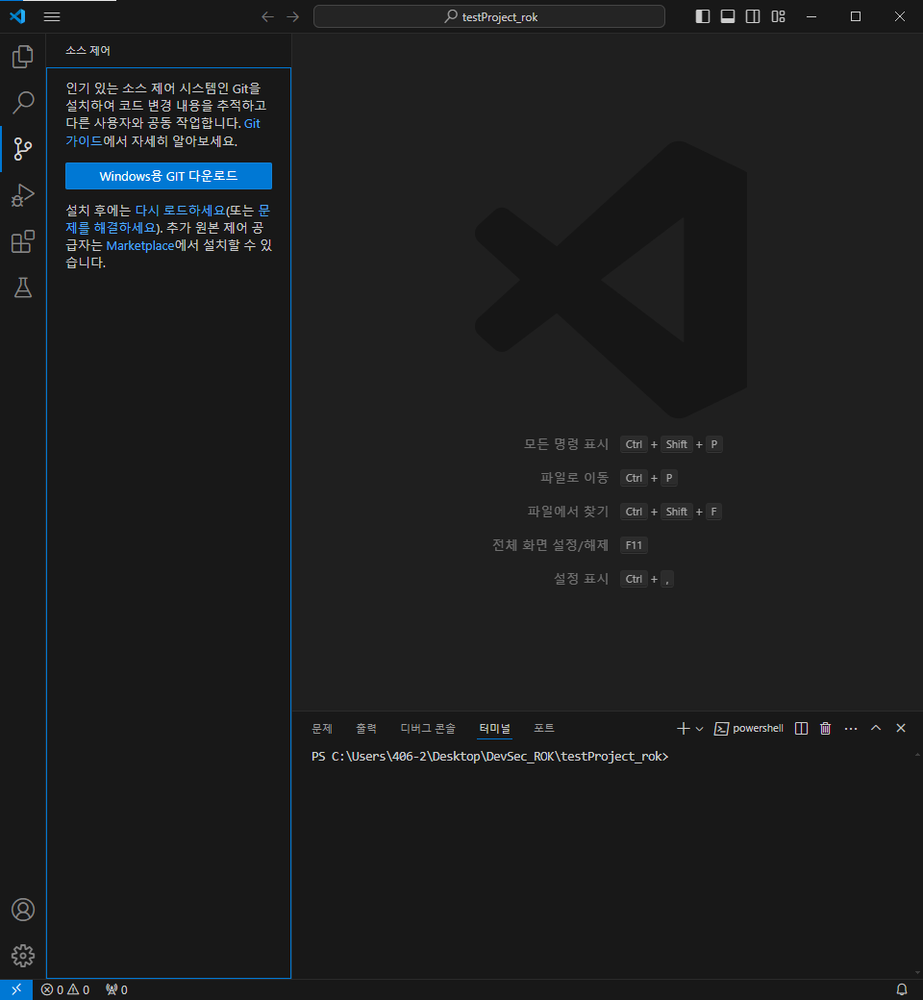 testProject_rok
소스 제어
인기 있는 소스 제어 시스템인 Git을
설치하여 코드 변경 내용을 추적하고
다른 사용자와 공동 작업합니다. Git
가이드에서 자세히 알아보세요.
Windows용 GIT 다운로드
설치 후에는 다시 로드하세요(또는 문
제를 해결하세요). 추가 원본 제어 공
급자는 Marketplace에서 설치할 수 있
습니다.
모든 명령 표시 Ctrl + Shift + P
파일로 이동 Ctrl + P
파일에서 찾기 Ctrl + Shift + F
전체 화면 설정/해제 F11
설정 표시 Ctrl + ,
문제 출력 디버그 콘솔 터미널 포트 powershell
PS C:\Users\406-2\Desktop\DevSec_ROK\testProject_rok>
0 0 0